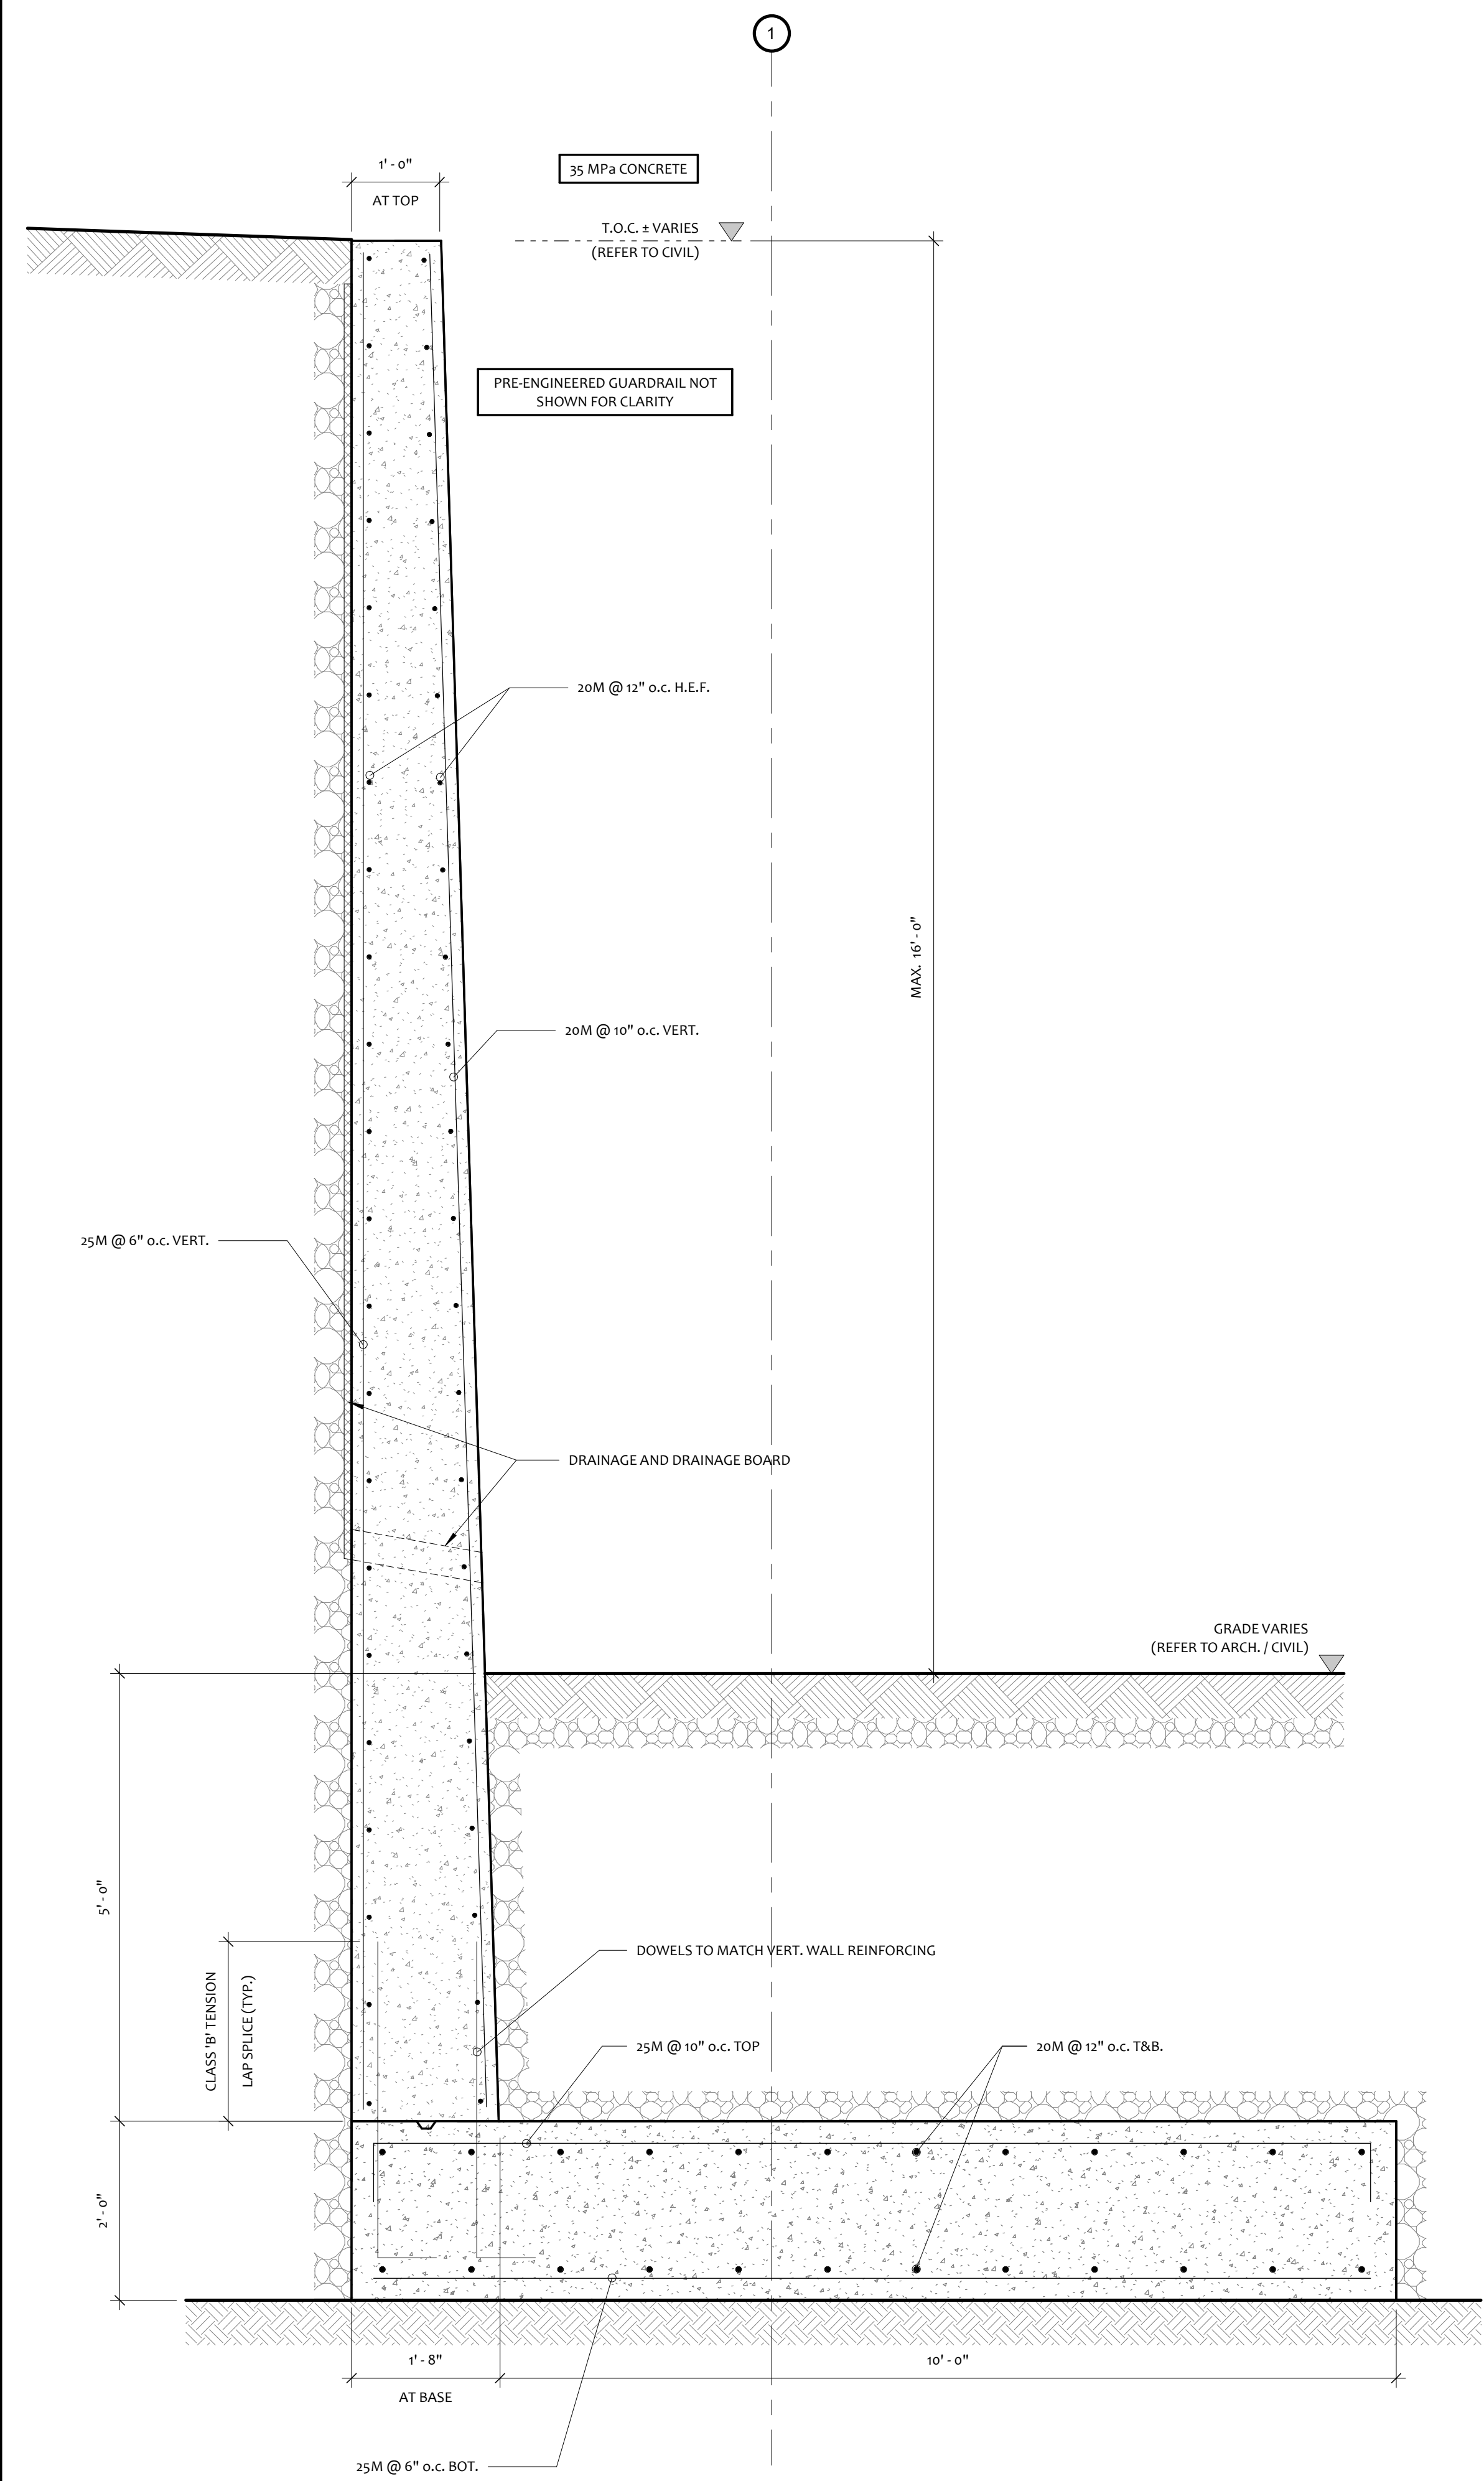 1
1' - 0"
AT TOP
35 MPa CONCRETE
T.O.C. ± VARIES
(REFER TO CIVIL)
PRE-ENGINEERED GUARDRAIL NOT
SHOWN FOR CLARITY
20M @ 12" o.c. H.E.F.
MAX. 16' - 0"
20M @ 10" o.c. VERT.
25M @ 6" o.c. VERT.
DRAINAGE AND DRAINAGE BOARD
GRADE VARIES
(REFER TO ARCH. / CIVIL)
5' - 0"
CLASS 'B' TENSION
LAP SPLICE (TYP.)
DOWELS TO MATCH VERT. WALL REINFORCING
25M @ 10" o.c. TOP
20M @ 12" o.c. T&B.
2' - 0"
1' - 8"
AT BASE
10' - 0"
25M @ 6" o.c. BOT.